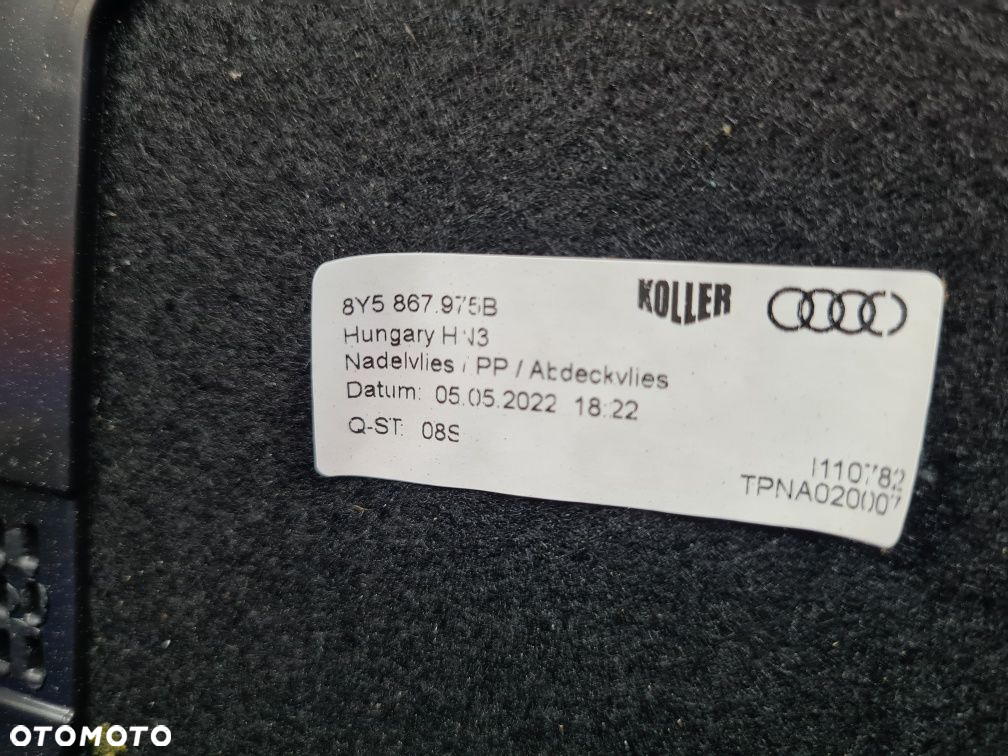 KOLLER
8Y5 867.975B
Hungary HN3
Nadelvlies / PP / Abdeckvlies
Datum: 05.05.2022 18:22
Q-ST: 08S
I110782
TPNA020007
OTOMOTO